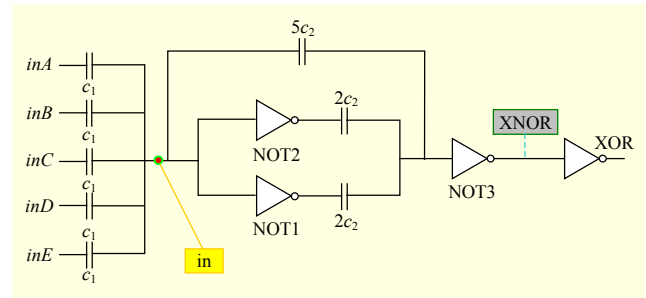 5c₂
inA
c₁
inB
c₁
inC
c₁
inD
c₁
inE
c₁
2c₂
NOT2
NOT1
2c₂
in
NOT3
XNOR
XOR